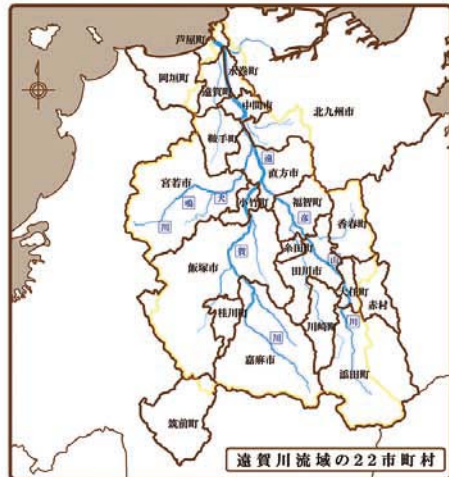 芦屋町
水巻町
岡垣町
遠賀町
中間市
北九州市
鞍手町
遠
直方市
宮若市
鳴
犬
小竹町
福智町
彦
香春町
川
賀
糸田町
山
飯塚市
田川市
大任町
赤村
桂川町
川崎町
川
川
嘉麻市
添田町
筑前町
遠賀川流域の22市町村